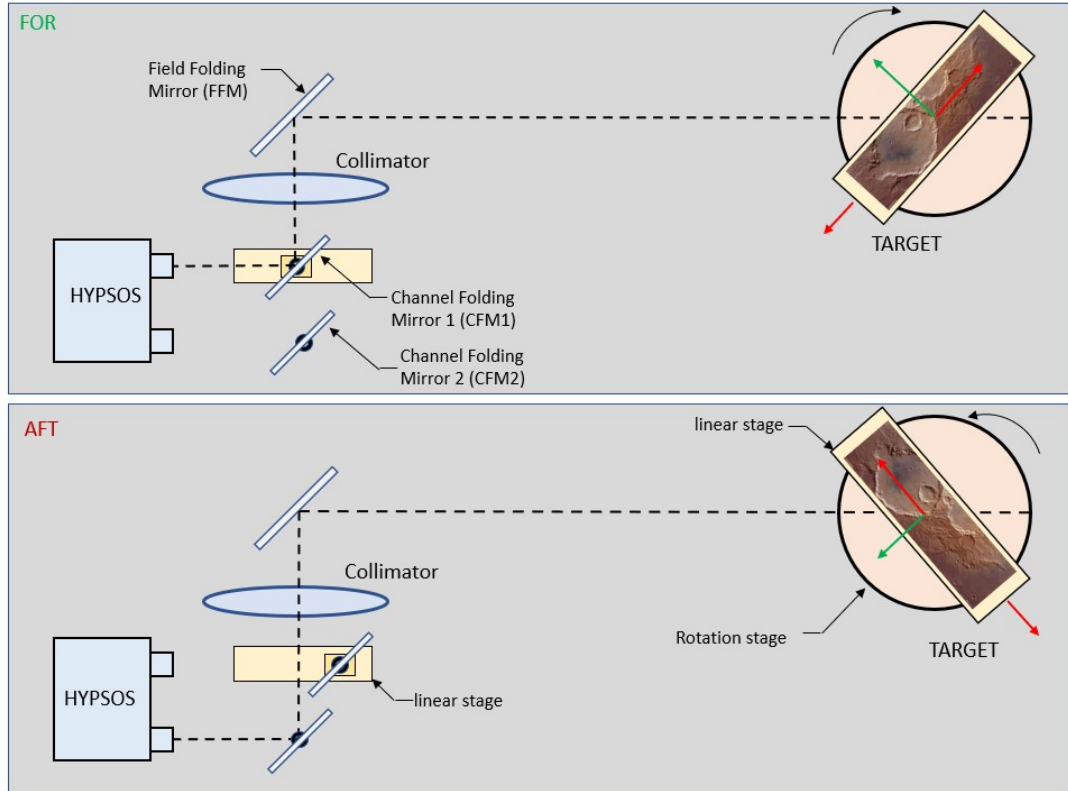 FOR
Field Folding
Mirror (FFM)
Collimator
TARGET
HYPSOS
Channel Folding
Mirror 1 (CFM1)
Channel Folding
Mirror 2 (CFM2)
AFT
linear stage
Collimator
Rotation stage
TARGET
HYPSOS
linear stage